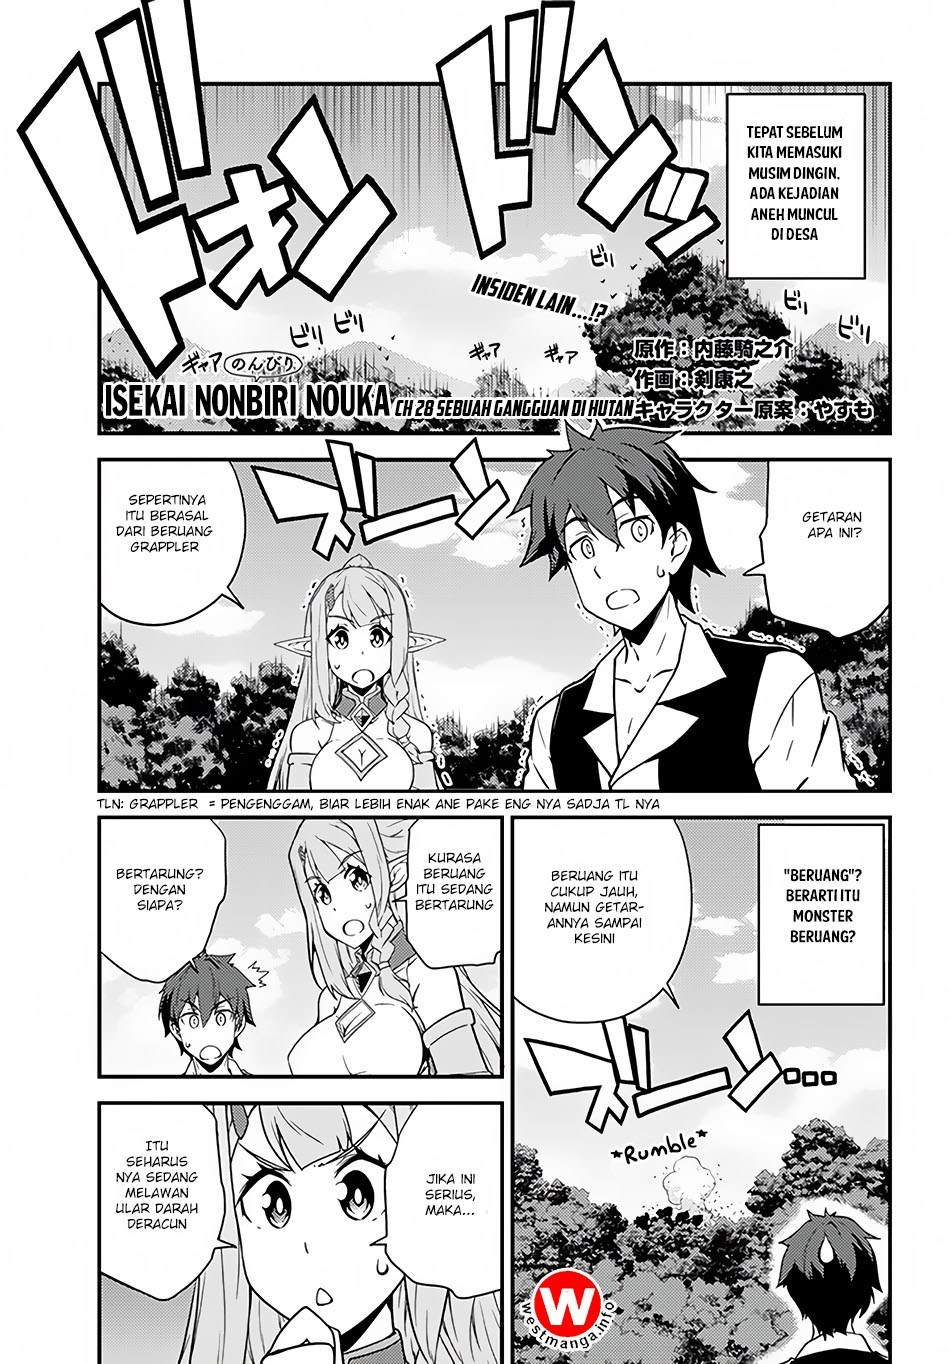 ドオン
ドンッ
TEPAT SEBELUM
KITA MEMASUKI
MUSIM DINGIN.
ADA KEJADIAN
ANEH MUNCUL
DI DESA
ビリ
ビリ
ビリ
ビリ
INSIDEN LAIN...!?
ギャア
ギャア
のんびり
原作：内藤騎之介
作画：剣康之
キャラクター原案：やすも
ISEKAI NONBIRI NOUKA CH 28 SEBUAH GANGGUAN DI HUTAN
GETARAN
APA INI?
ズーン
SEPERTINYA
ITU BERASAL
DARI BERUANG
GRAPPLER
TLN: GRAPPLER = PENGENGGAM, BIAR LEBIH ENAK ANE PAKE ENG NYA SADJA TL NYA
"BERUANG"?
BERARTI ITU
MONSTER
BERUANG?
BERUANG ITU
CUKUP JAUH,
NAMUN GETAR-
ANNYA SAMPAI
KESINI
ズーン...
*Rumble*
KURASA
BERUANG
ITU SEDANG
BERTARUNG
BERTARUNG?
DENGAN
SIAPA?
JIKA INI
SERIUS,
MAKA...
ITU
SEHARUS
NYA SEDANG
MELAWAN
ULAR DARAH
DERACUN
W
westmanga.info